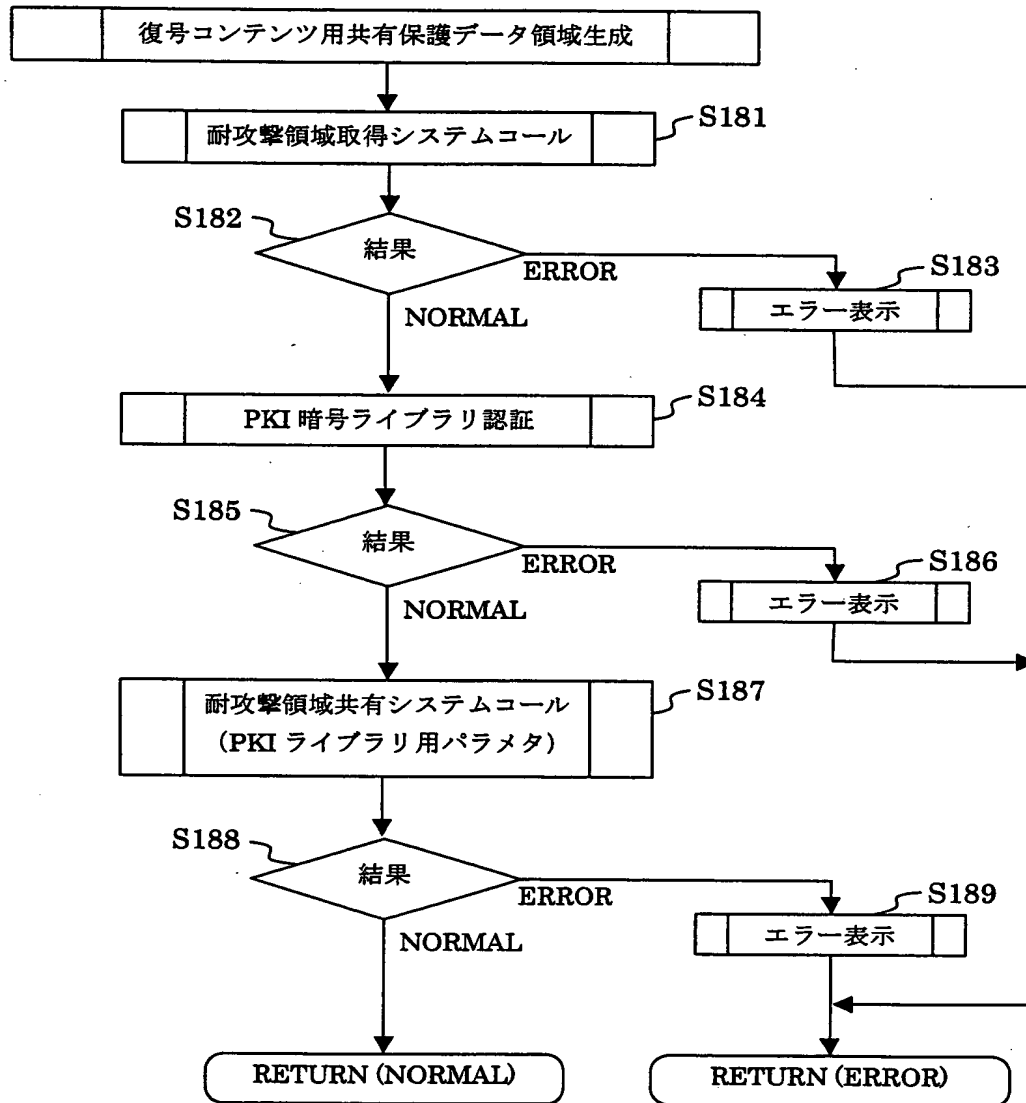 復号コンテンツ用共有保護データ領域生成
S181
耐攻撃領域取得システムコール
S182
結果
ERROR
S183
エラー表示
NORMAL
S184
PKI 暗号ライブラリ認証
S185
結果
ERROR
S186
エラー表示
NORMAL
S187
耐攻撃領域共有システムコール
（PKI ライブラリ用パラメタ）
S188
結果
ERROR
S189
エラー表示
NORMAL
RETURN (NORMAL)
RETURN (ERROR)